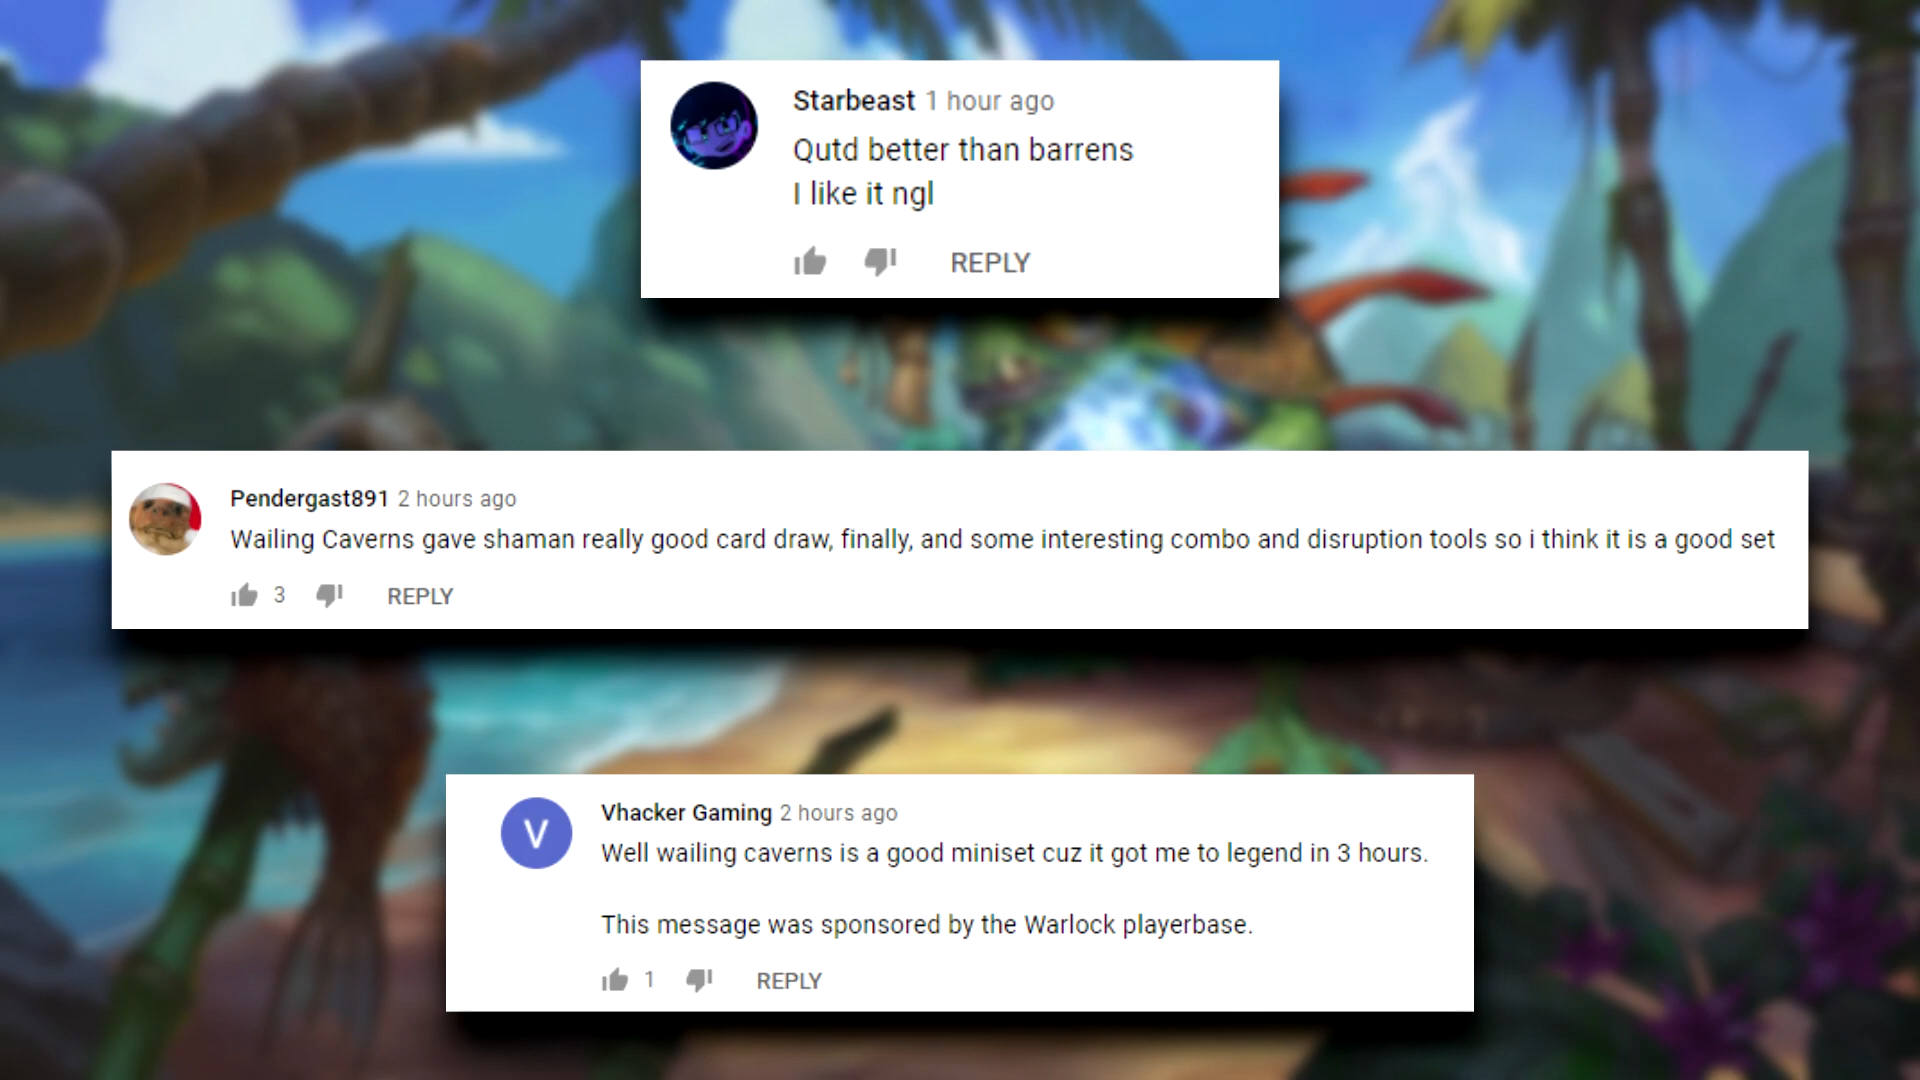 Starbeast 1 hour ago
Qutd better than barrens
I like it ngl
REPLY
Pendergast891 2 hours ago
Wailing Caverns gave shaman really good card draw, finally, and some interesting combo and disruption tools so i think it is a good set
3 REPLY
V
Vhacker Gaming 2 hours ago
Well wailing caverns is a good miniset cuz it got me to legend in 3 hours.
This message was sponsored by the Warlock playerbase.
1 REPLY